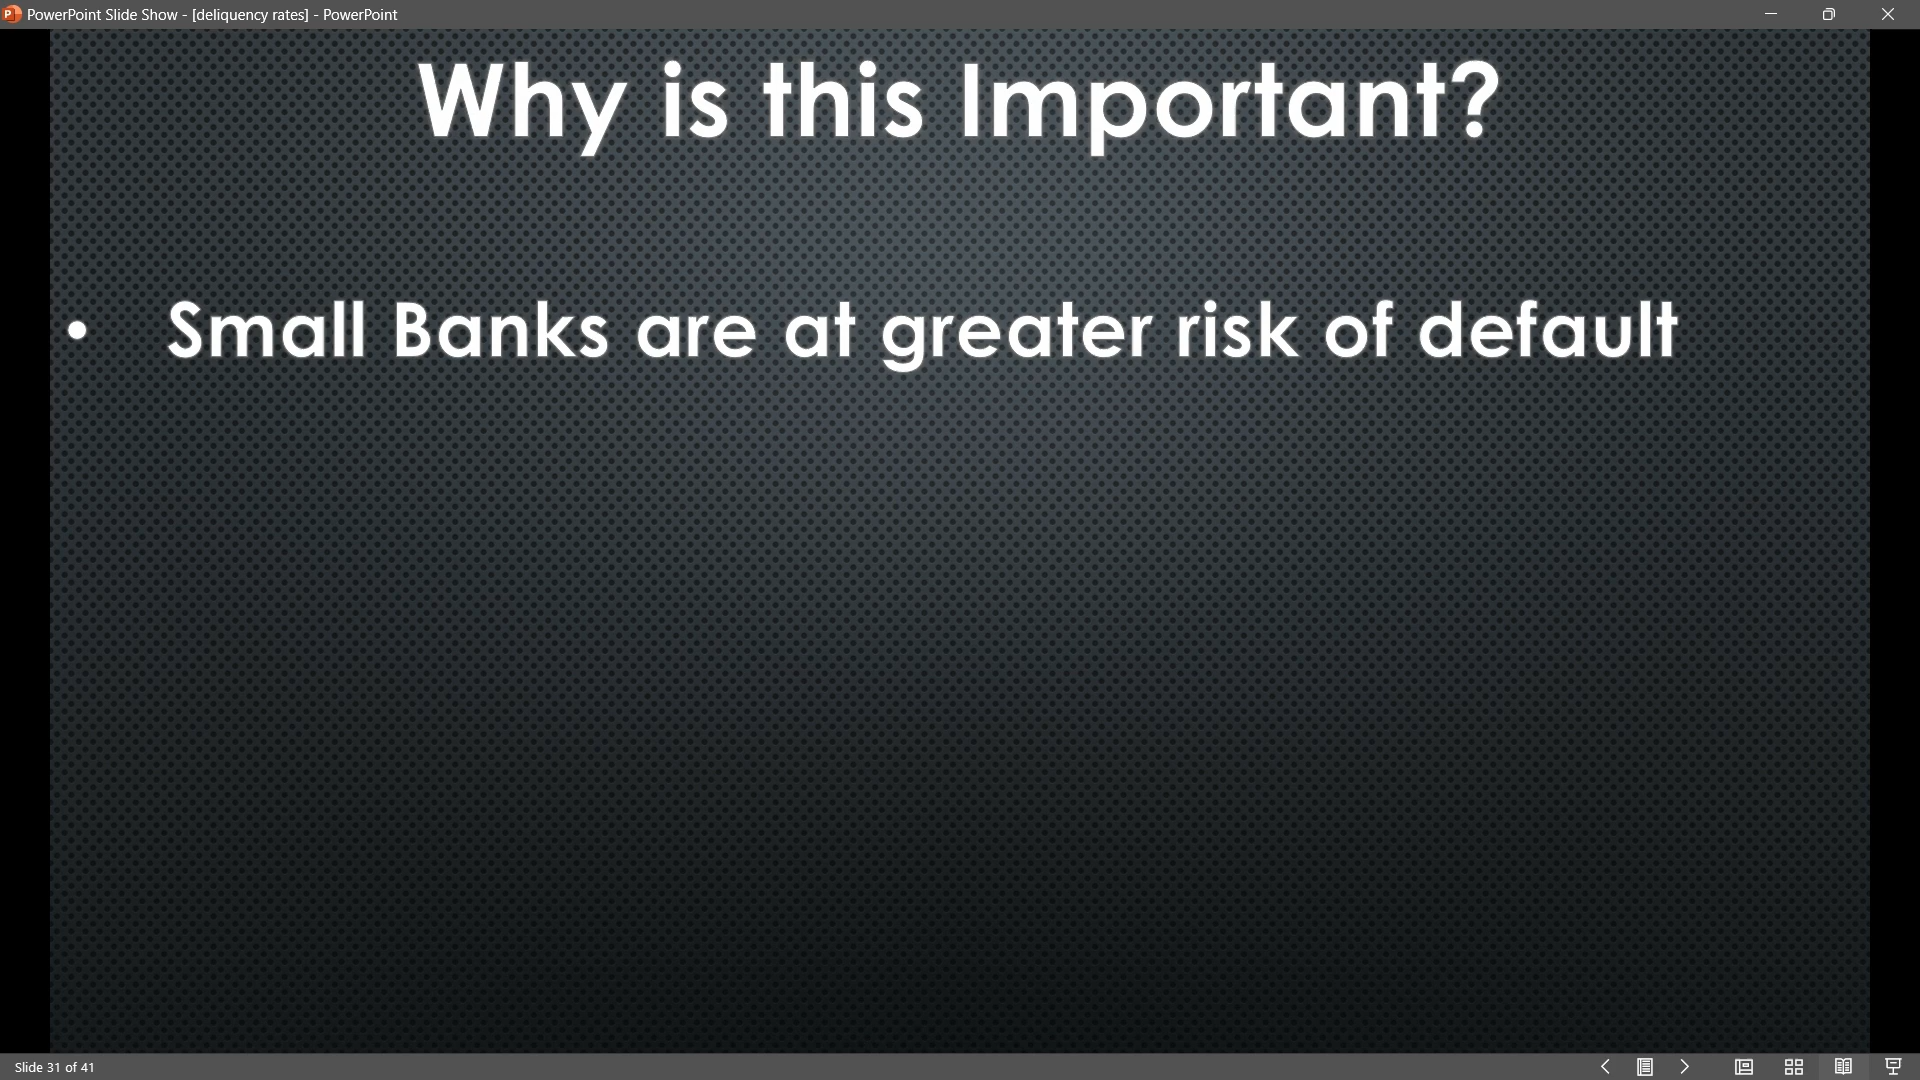 PowerPoint Slide Show - [deliquency rates] - PowerPoint
Why is this Important?
• Small Banks are at greater risk of default
Slide 31 of 41